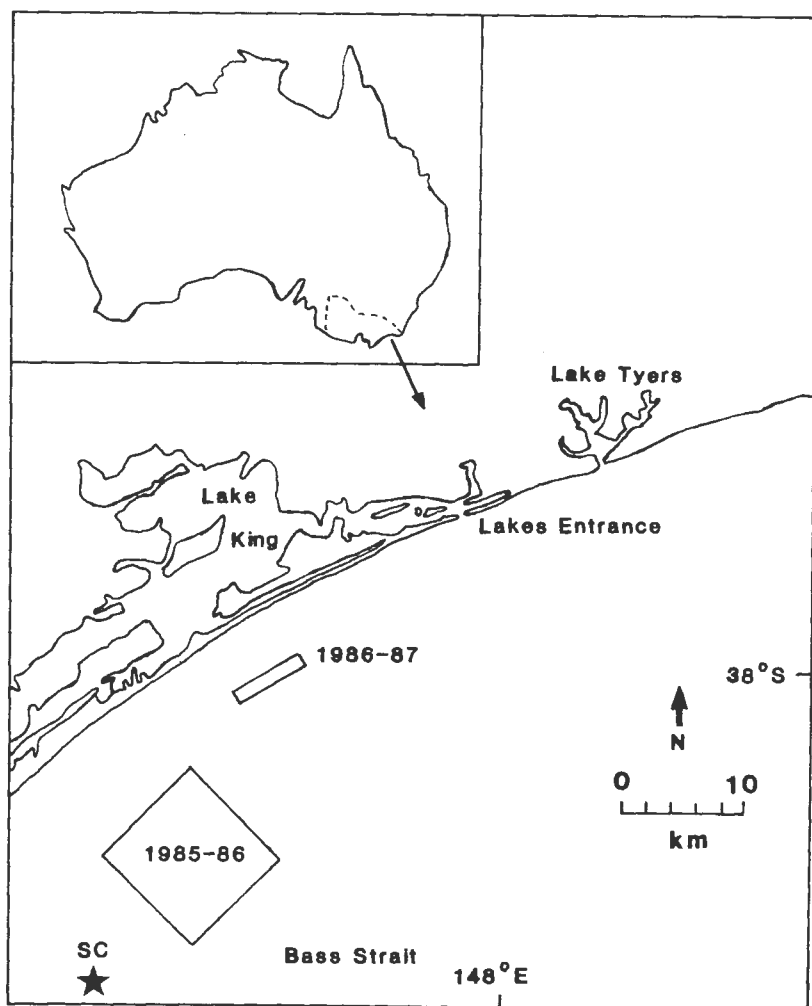 Lake Tyers
Lake
King
Lakes Entrance
1986-87
38°S
N
0 10
km
1985-86
SC
Bass Strait
148°E